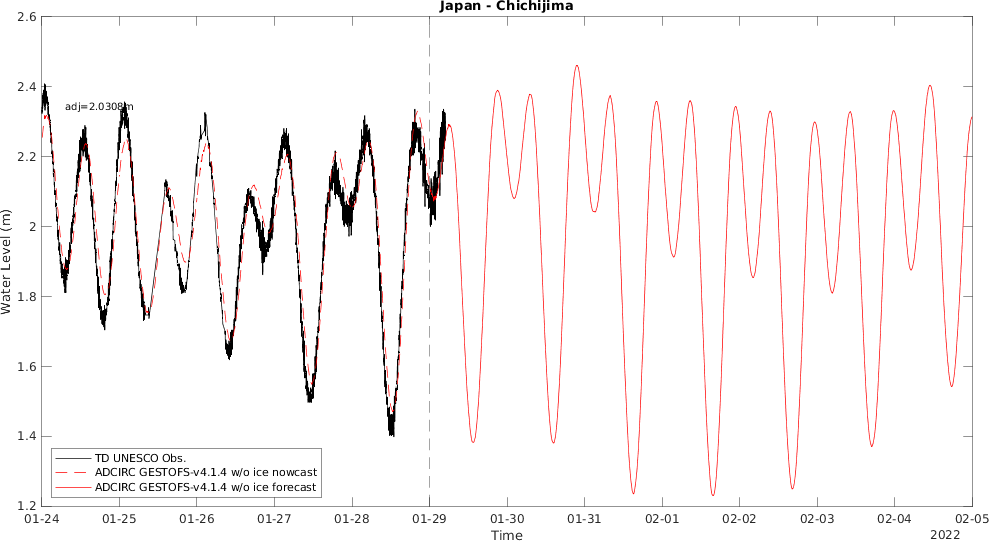 Japan - Chichijima
2.6
2.4
2.2
2
1.8
1.6
1.4
1.2
Water Level (m)
adj=2.0308m
TD UNESCO Obs.
ADCIRC GESTOFS-v4.1.4 w/o ice nowcast
ADCIRC GESTOFS-v4.1.4 w/o ice forecast
01-24 01-25 01-26 01-27 01-28 01-29 01-30 01-31 02-01 02-02 02-03 02-04 02-05
Time
2022